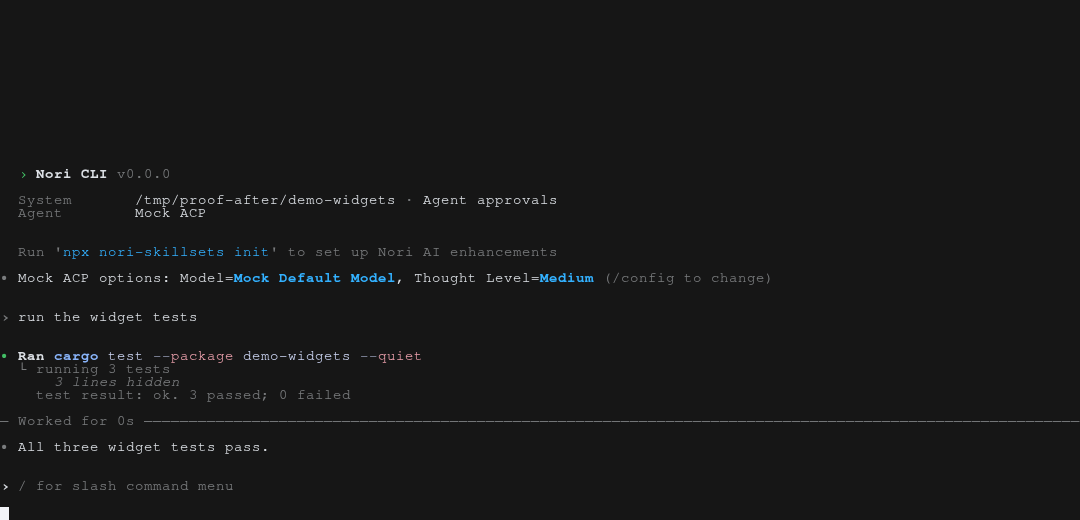 › Nori CLI v0.0.0
System /tmp/proof-after/demo-widgets · Agent approvals
Agent Mock ACP
Run 'npx nori-skillsets init' to set up Nori AI enhancements
• Mock ACP options: Model=Mock Default Model, Thought Level=Medium (/config to change)
› run the widget tests
• Ran cargo test --package demo-widgets --quiet
└ running 3 tests
3 lines hidden
test result: ok. 3 passed; 0 failed
─ Worked for 0s ─
• All three widget tests pass.
› / for slash command menu